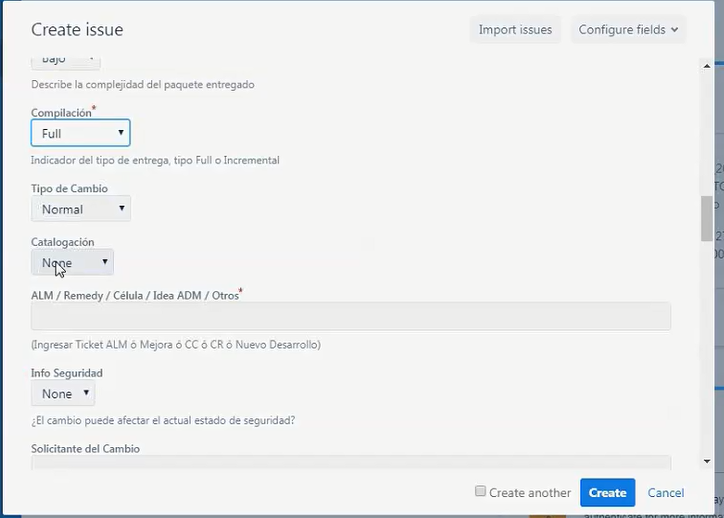 Create issue
Import issues
Configure fields
Bajo
Describe la complejidad del paquete entregado
Compilación*
Full
Indicador del tipo de entrega, tipo Full o Incremental
Tipo de Cambio
Normal
Catalogación
None
ALM / Remedy / Célula / Idea ADM / Otros*
(Ingresar Ticket ALM ó Mejora ó CC ó CR ó Nuevo Desarrollo)
Info Seguridad
None
¿El cambio puede afectar el actual estado de seguridad?
Solicitante del Cambio
Create another
Create
Cancel